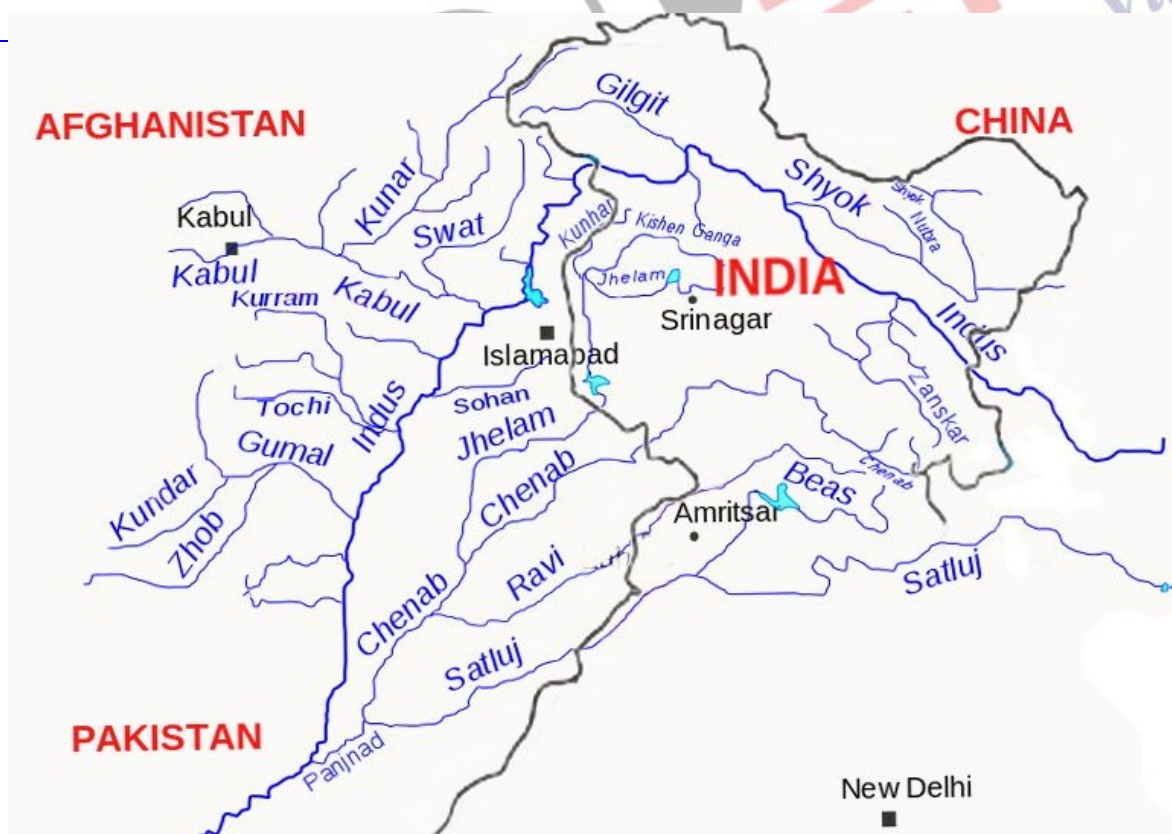 Gilgit
AFGHANISTAN
CHINA
Shyok
Shyok
Kunar
Nubra
Kabul
Swat
Kunhar
Kishen Ganga
Kabul
Kurram
Kabul
Jhelam
INDIA
Srinagar
Indus
Islamabad
Sohan
Zanskar
Tochi
Indus
Jhelam
Gumal
Chenab
Chenab
Beas
Kundar
Amritsar
Zhob
Ravi
Satluj
Chenab
Satluj
PAKISTAN
Panjnad
New Delhi